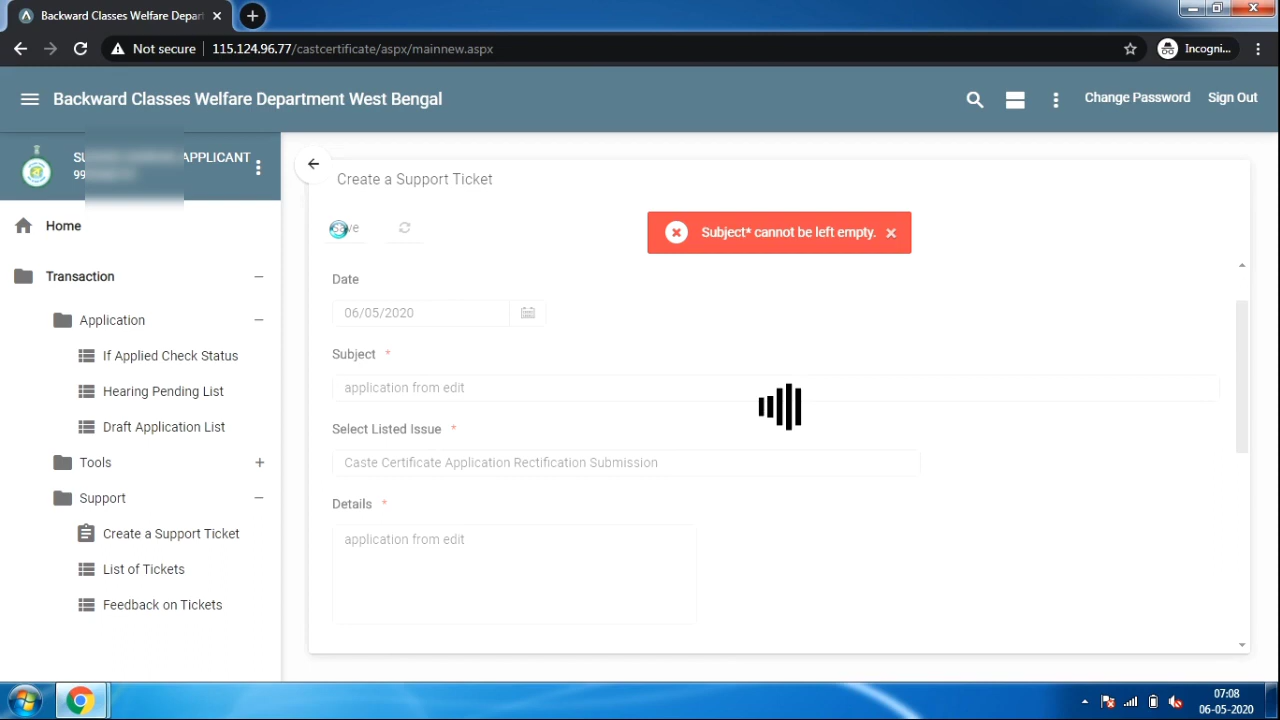 Backward Classes Welfare Depar
Not secure
115.124.96.77/castcertificate/aspx/mainnew.aspx
Incogni...
Backward Classes Welfare Department West Bengal
Change Password
Sign Out
APPLICANT
Create a Support Ticket
Save
Subject* cannot be left empty.
Home
Transaction
Application
If Applied Check Status
Hearing Pending List
Draft Application List
Tools
Support
Create a Support Ticket
List of Tickets
Feedback on Tickets
Date
06/05/2020
Subject *
application from edit
Select Listed Issue *
Caste Certificate Application Rectification Submission
Details *
application from edit
07:08
06-05-2020